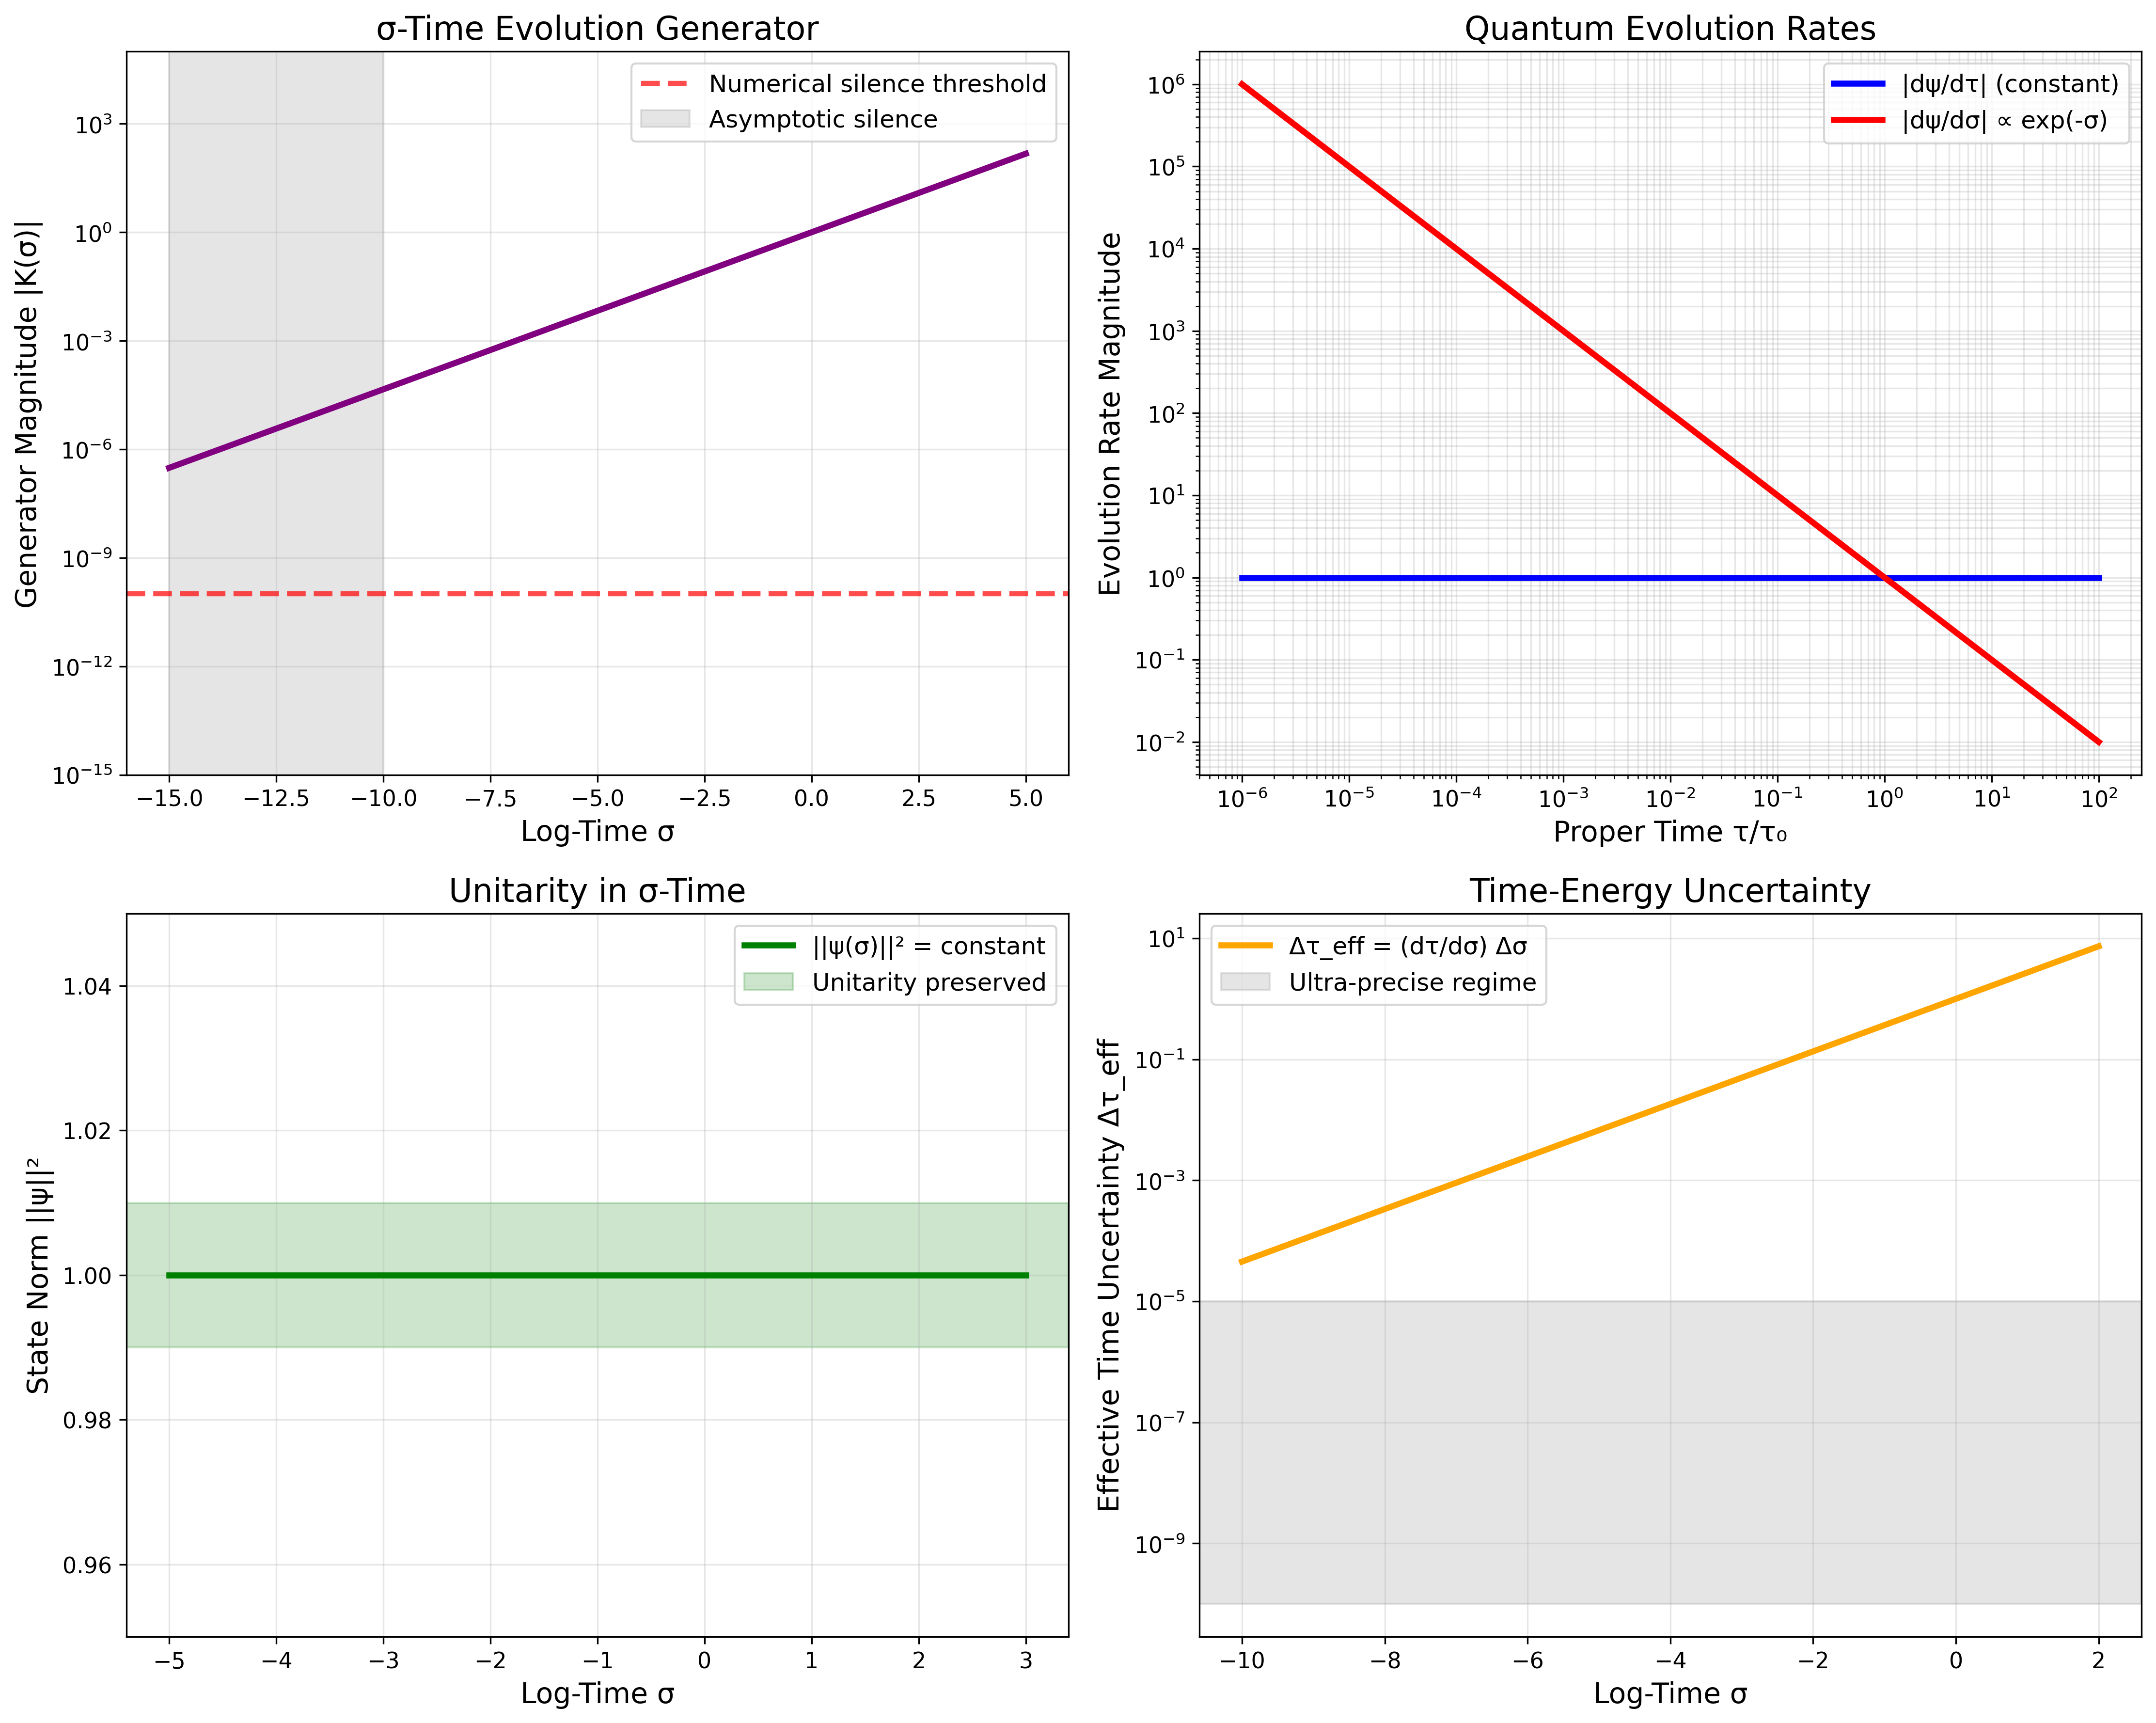 σ-Time Evolution Generator
Generator Magnitude |K(σ)|
10³
10⁰
10⁻³
10⁻⁶
10⁻⁹
10⁻¹²
10⁻¹⁵
Numerical silence threshold
Asymptotic silence
−15.0 −12.5 −10.0 −7.5 −5.0 −2.5 0.0 2.5 5.0
Log-Time σ
Quantum Evolution Rates
Evolution Rate Magnitude
10⁶
10⁵
10⁴
10³
10²
10¹
10⁰
10⁻¹
10⁻²
|dψ/dτ| (constant)
|dψ/dσ| ∝ exp(-σ)
10⁻⁶ 10⁻⁵ 10⁻⁴ 10⁻³ 10⁻² 10⁻¹ 10⁰ 10¹ 10²
Proper Time τ/τ₀
Unitarity in σ-Time
State Norm ||ψ||²
1.04
1.02
1.00
0.98
0.96
||ψ(σ)||² = constant
Unitarity preserved
−5 −4 −3 −2 −1 0 1 2 3
Log-Time σ
Time-Energy Uncertainty
Effective Time Uncertainty Δτ_eff
10¹
10⁻¹
10⁻³
10⁻⁵
10⁻⁷
10⁻⁹
Δτ_eff = (dτ/dσ) Δσ
Ultra-precise regime
−10 −8 −6 −4 −2 0 2
Log-Time σ